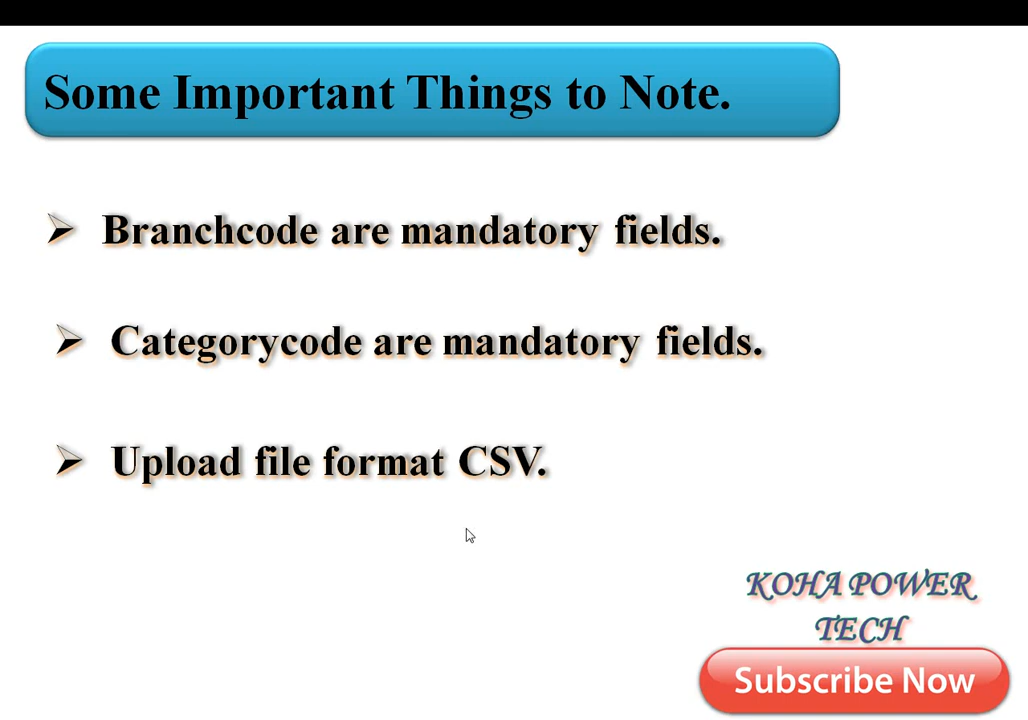 Some Important Things to Note.
➢ Branchcode are mandatory fields.
➢ Categorycode are mandatory fields.
➢ Upload file format CSV.
KOHA POWER
TECH
Subscribe Now